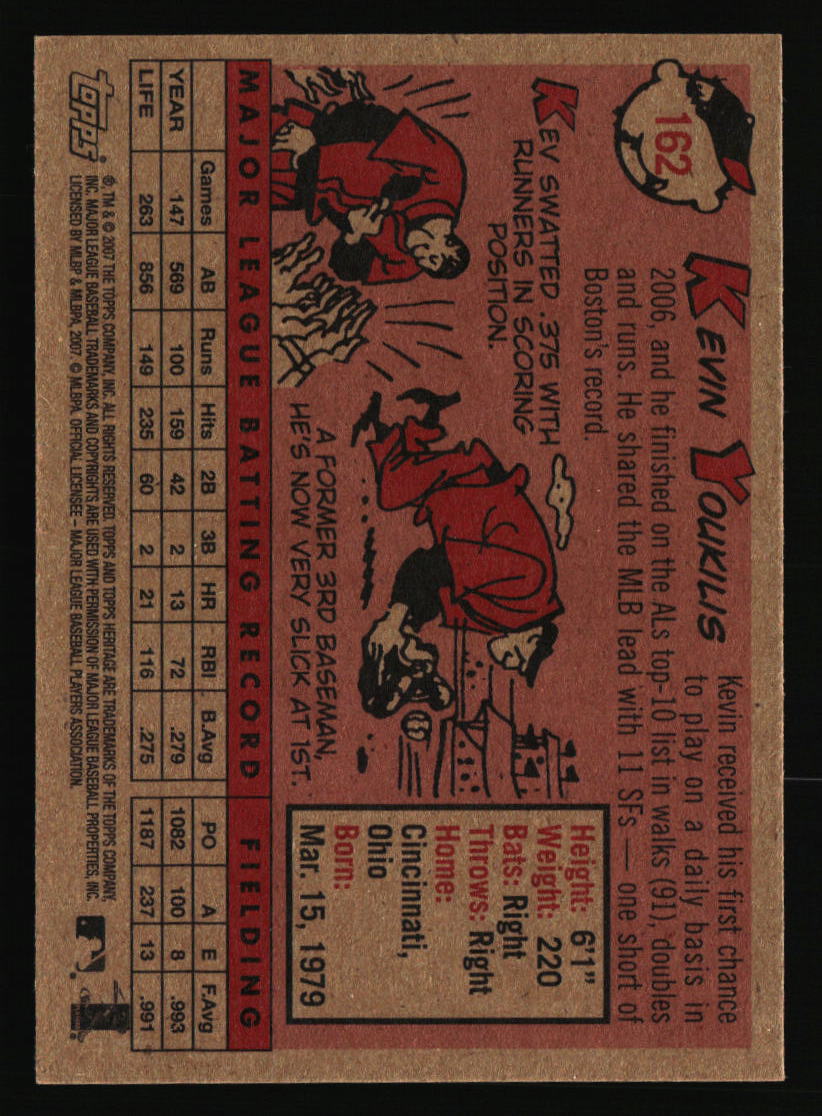 162
KEVIN YOUKILIS
Kevin received his first chance
to play on a daily basis in
2006, and he finished on the ALs top-10 list in walks (91), doubles
and runs. He shared the MLB lead with 11 SFs — one short of
Boston's record.
KEV SWATTED .375 WITH
RUNNERS IN SCORING
POSITION.
A FORMER 3RD BASEMAN,
HE'S NOW VERY SLICK AT 1ST.
Height: 6'1"
Weight: 220
Bats: Right
Throws: Right
Home:
Cincinnati,
Ohio
Born:
Mar. 15, 1979
MAJOR LEAGUE BATTING RECORD FIELDING
Games AB Runs Hits 2B 3B HR RBI B.Avg PO A E F.Avg
YEAR 147 569 100 159 42 2 13 72 .279 1082 100 8 .993
LIFE 263 856 149 235 60 2 21 116 .275 1187 237 13 .991
topps
®, TM & © 2007 THE TOPPS COMPANY, INC. ALL RIGHTS RESERVED. TOPPS AND TOPPS HERITAGE ARE TRADEMARKS OF THE TOPPS COMPANY,
INC. MAJOR LEAGUE BASEBALL TRADEMARKS AND COPYRIGHTS ARE USED WITH PERMISSION OF MAJOR LEAGUE BASEBALL PROPERTIES, INC.
LICENSED BY MLBP & MLBPA, 2007. © MLBPA. OFFICIAL LICENSEE – MAJOR LEAGUE BASEBALL PLAYERS ASSOCIATION.